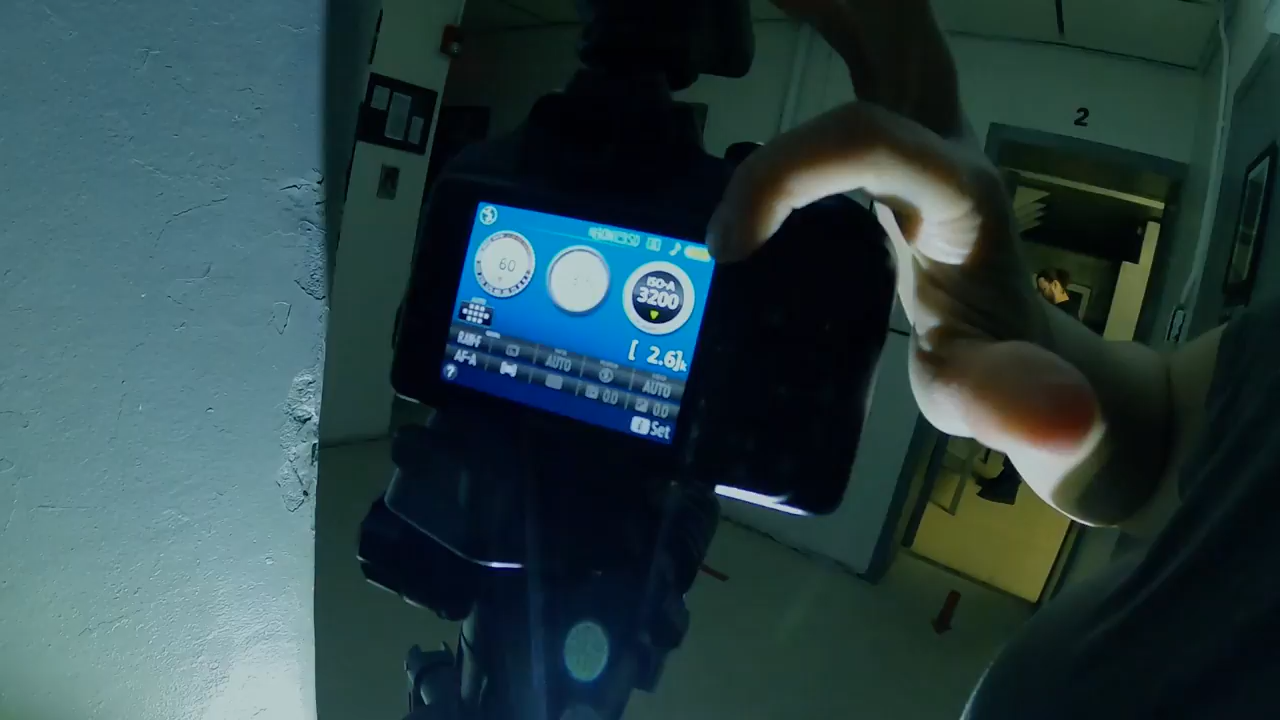 2
60
ISO-A
3200
[ 2.6]k
RAW+F
AUTO
AUTO
AF-A
0.0
0.0
?
i Set